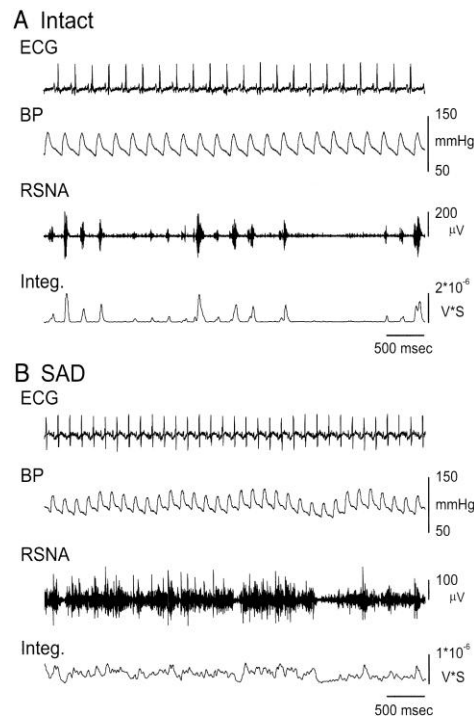 A Intact
ECG
BP
150
mmHg
50
RSNA
200
µV
Integ.
2*10⁻⁶
V*S
500 msec
B SAD
ECG
BP
150
mmHg
50
RSNA
100
µV
Integ.
1*10⁻⁶
V*S
500 msec